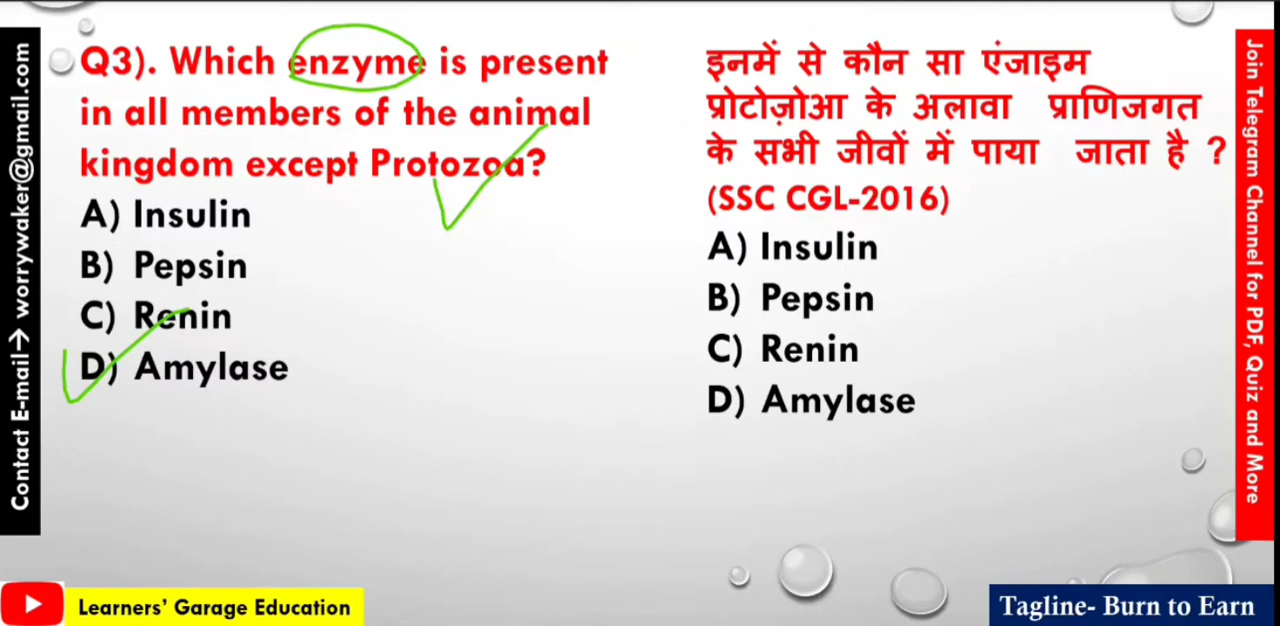 Q3). Which enzyme is present
in all members of the animal
kingdom except Protozoa?
A) Insulin
B) Pepsin
C) Renin
D) Amylase
इनमें से कौन सा एंजाइम
प्रोटोज़ोआ के अलावा प्राणिजगत
के सभी जीवों में पाया जाता है ?
(SSC CGL-2016)
A) Insulin
B) Pepsin
C) Renin
D) Amylase
Contact E-mail→ worrywaker@gmail.com
Join Telegram Channel for PDF, Quiz and More
Learners’ Garage Education
Tagline- Burn to Earn